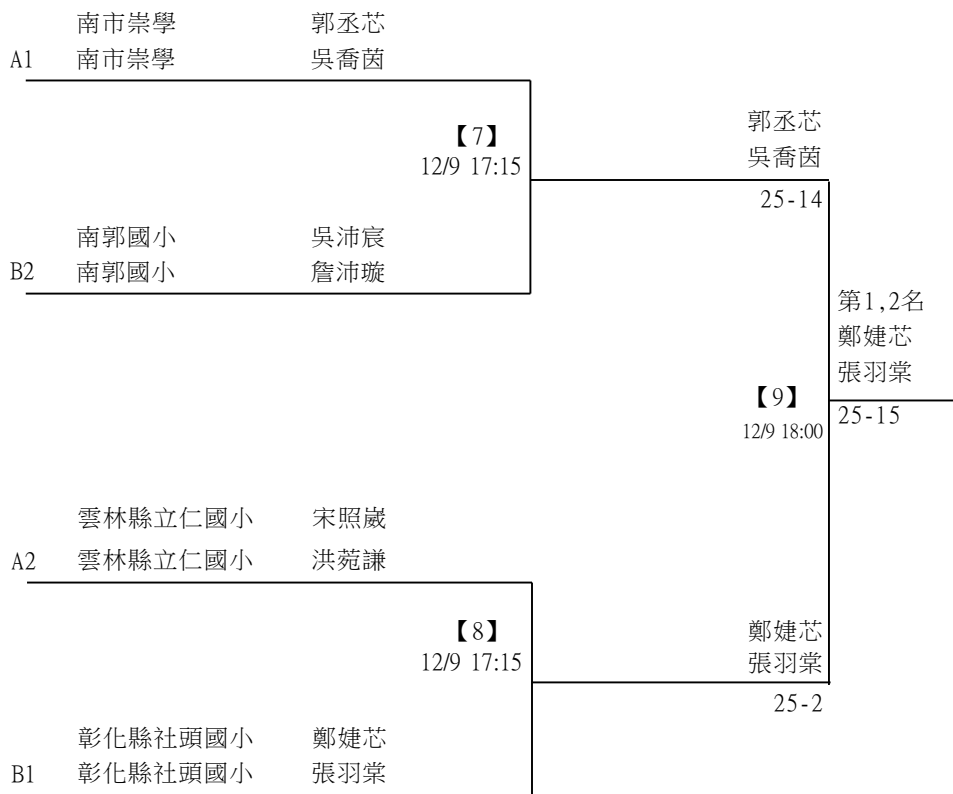 南市崇學 郭丞芯
A1 南市崇學 吳喬茵
【7】
12/9 17:15
郭丞芯
吳喬茵
25-14
南郭國小 吳沛宸
B2 南郭國小 詹沛璇
第1,2名
鄭婕芯
張羽棠
【9】
12/9 18:00
25-15
雲林縣立仁國小 宋照崴
A2 雲林縣立仁國小 洪菀謙
【8】
12/9 17:15
鄭婕芯
張羽棠
25-2
彰化縣社頭國小 鄭婕芯
B1 彰化縣社頭國小 張羽棠